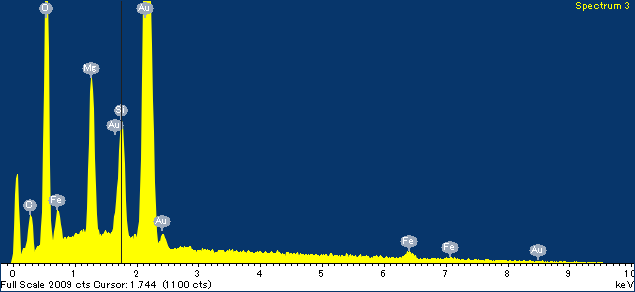 Spectrum 3
O
Au
Mg
Si
Au
O
Fe
Au
Fe
Fe
Au
0 1 2 3 4 5 6 7 8 9 10
Full Scale 2009 cts Cursor: 1.744 (1100 cts)
keV